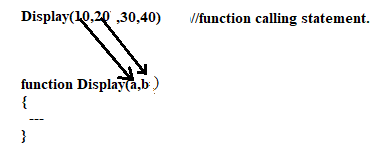 Display(10,20 ,30,40) //function calling statement.
function Display(a,b )
{
---
}